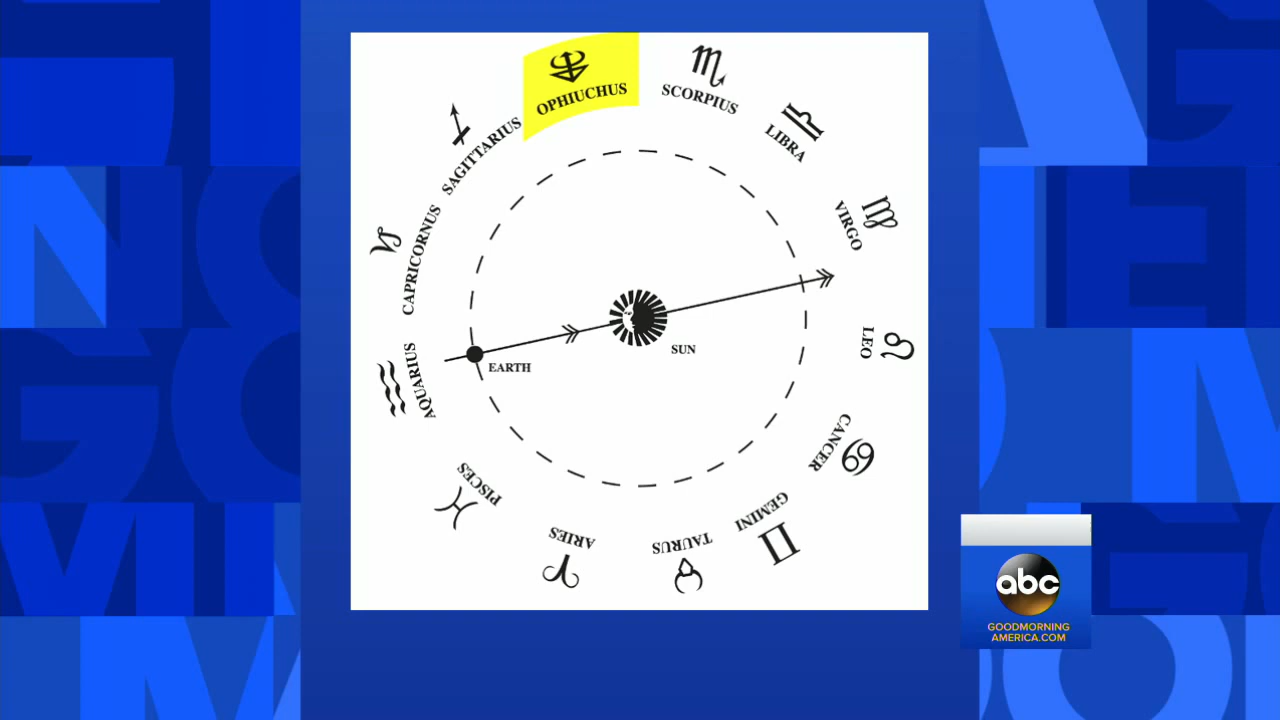 OPHIUCHUS
SCORPIUS
LIBRA
VIRGO
LEO
CANCER
GEMINI
TAURUS
ARIES
PISCES
AQUARIUS
CAPRICORNUS
SAGITTARIUS
SUN
EARTH
abc
GOODMORNING
AMERICA.COM